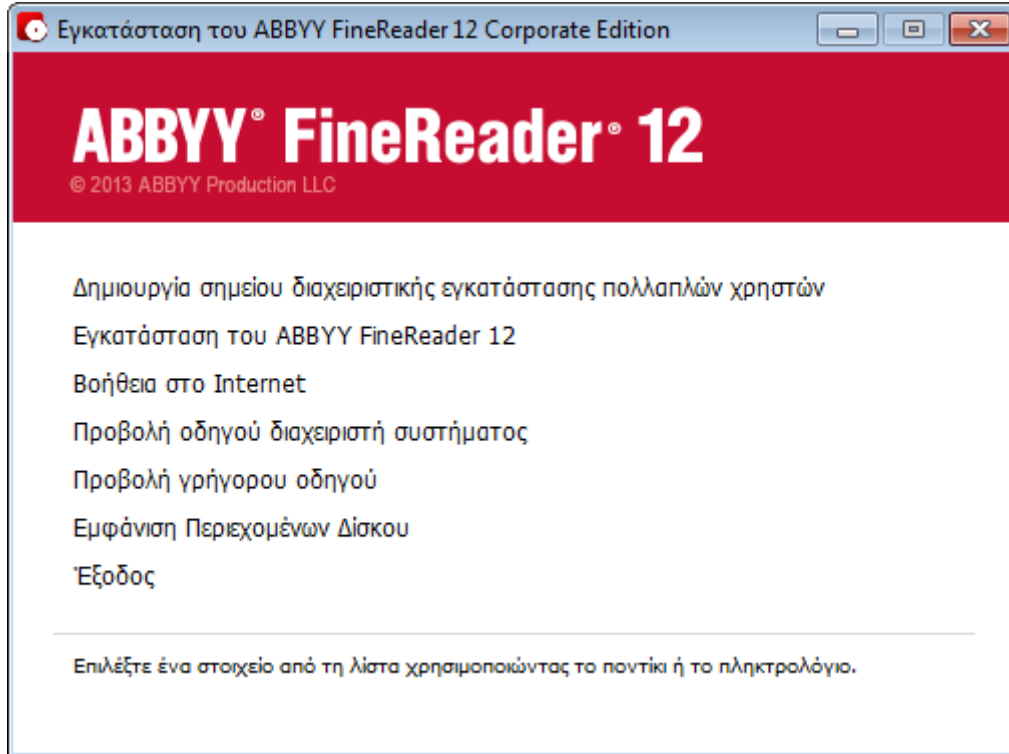 Εγκατάσταση του ABBYY FineReader 12 Corporate Edition
ABBYY® FineReader® 12
© 2013 ABBYY Production LLC
Δημιουργία σημείου διαχειριστικής εγκατάστασης πολλαπλών χρηστών
Εγκατάσταση του ABBYY FineReader 12
Βοήθεια στο Internet
Προβολή οδηγού διαχειριστή συστήματος
Προβολή γρήγορου οδηγού
Εμφάνιση Περιεχομένων Δίσκου
Έξοδος
Επιλέξτε ένα στοιχείο από τη λίστα χρησιμοποιώντας το ποντίκι ή το πληκτρολόγιο.